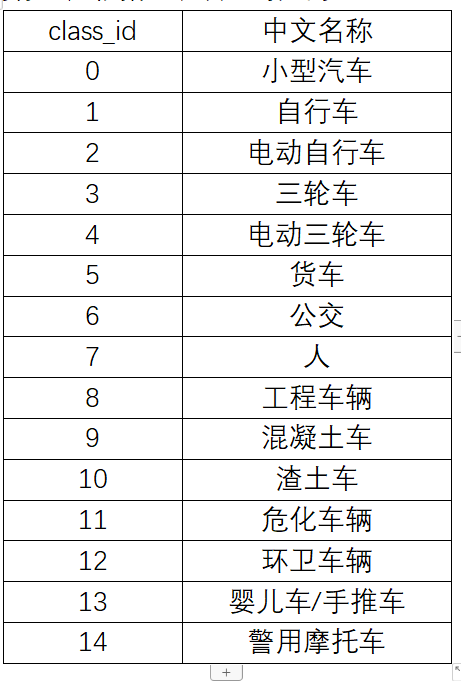 class_id 中文名称
0 小型汽车
1 自行车
2 电动自行车
3 三轮车
4 电动三轮车
5 货车
6 公交
7 人
8 工程车辆
9 混凝土车
10 渣土车
11 危化车辆
12 环卫车辆
13 婴儿车/手推车
14 警用摩托车